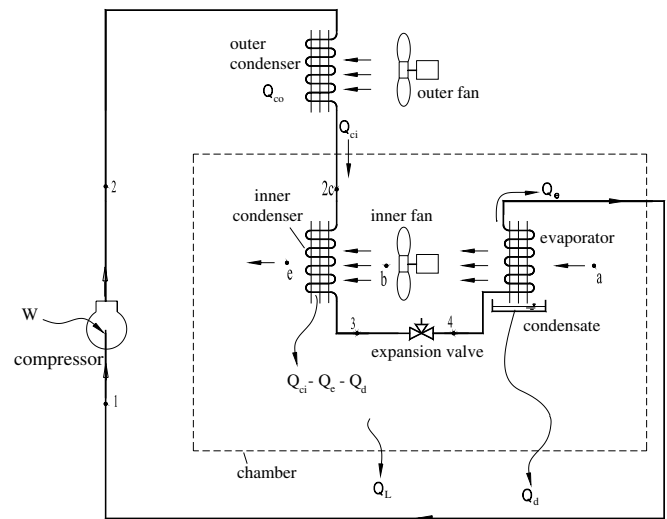 outer
condenser
Q_co
outer fan
Q_ci
2
2c
Q_e
inner
condenser
inner fan
evaporator
e
b
a
W
3
4
condensate
compressor
expansion valve
Q_ci - Q_e - Q_d
1
chamber
Q_L
Q_d